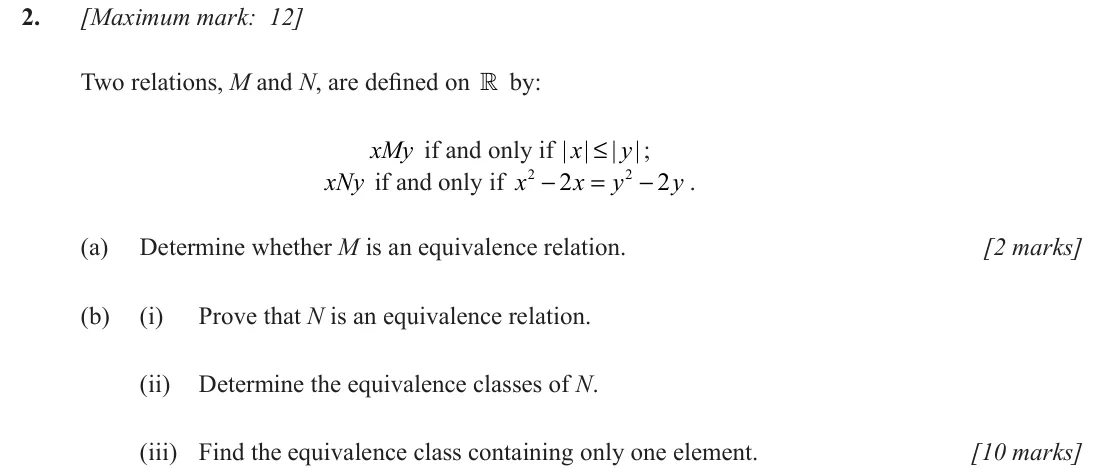 2. [Maximum mark: 12]
Two relations, M and N, are defined on ℝ by:
xMy if and only if |x| ≤ |y|;
xNy if and only if x² − 2x = y² − 2y.
(a) Determine whether M is an equivalence relation. [2 marks]
(b) (i) Prove that N is an equivalence relation.
(ii) Determine the equivalence classes of N.
(iii) Find the equivalence class containing only one element. [10 marks]